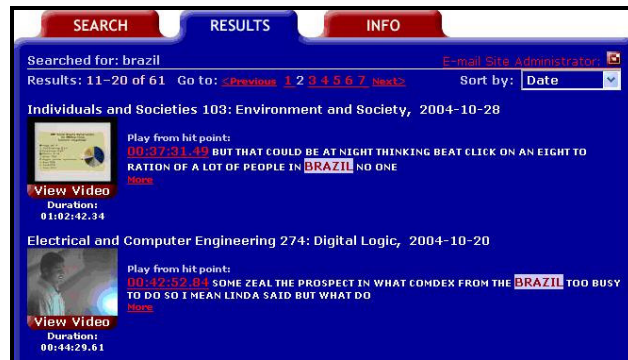 SEARCH RESULTS INFO
Searched for: brazil E-mail Site Administrator:
Results: 11-20 of 61 Go to: <Previous 1 2 3 4 5 6 7 Next> Sort by: Date
Individuals and Societies 103: Environment and Society, 2004-10-28
Play from hit point:
00:37:31.49 BUT THAT COULD BE AT NIGHT THINKING BEAT CLICK ON AN EIGHT TO
RATION OF A LOT OF PEOPLE IN BRAZIL NO ONE
More
View Video
Duration:
01:02:42.34
Electrical and Computer Engineering 274: Digital Logic, 2004-10-20
Play from hit point:
00:42:52.84 SOME ZEAL THE PROSPECT IN WHAT COMDEX FROM THE BRAZIL TOO BUSY
TO DO SO I MEAN LINDA SAID BUT WHAT DO
More
View Video
Duration:
00:44:29.61